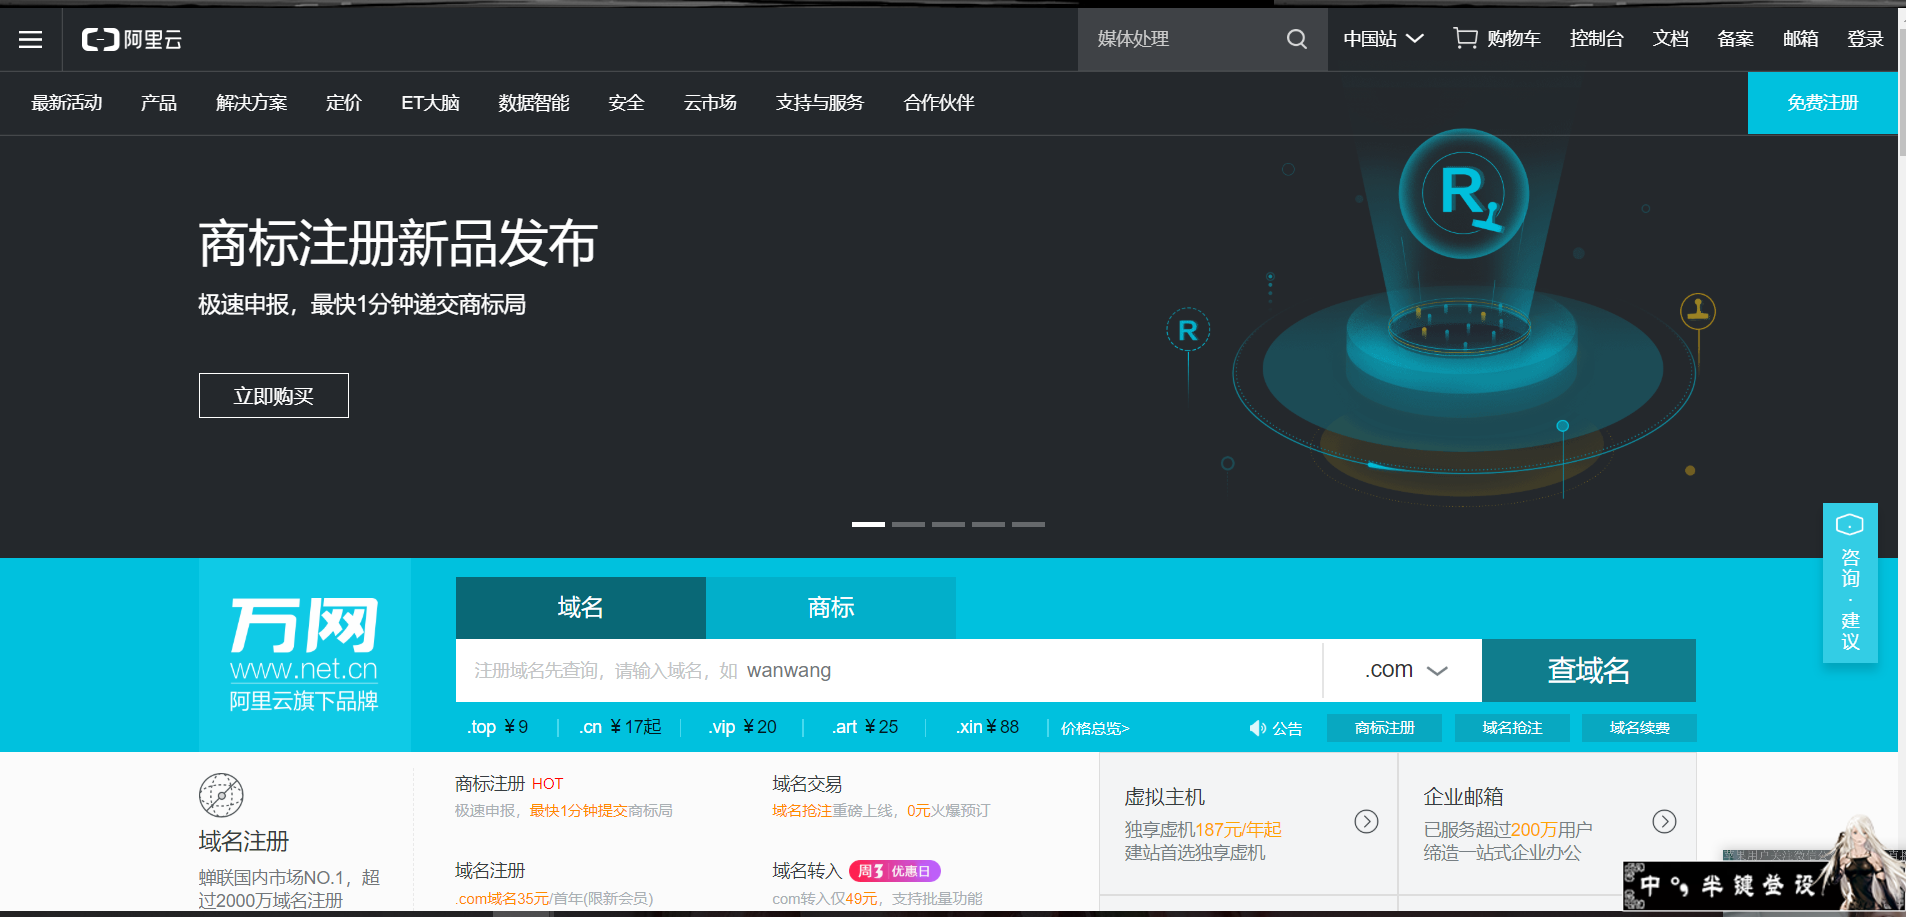 阿里云
媒体处理
中国站 购物车 控制台 文档 备案 邮箱 登录
最新活动 产品 解决方案 定价 ET大脑 数据智能 安全 云市场 支持与服务 合作伙伴 免费注册
R
商标注册新品发布
极速申报，最快1分钟递交商标局
R
立即购买
咨询·建议
万网
www.net.cn
阿里云旗下品牌
域名 商标
注册域名先查询，请输入域名，如 wanwang .com 查域名
.top ¥9 .cn ¥17起 .vip ¥20 .art ¥25 .xin¥88 价格总览> 公告 商标注册 域名抢注 域名续费
域名注册
蝉联国内市场NO.1，超
过2000万域名注册
商标注册 HOT
极速申报，最快1分钟提交商标局
域名交易
域名抢注重磅上线，0元火爆预订
域名注册
.com域名35元/首年(限新会员)
域名转入 周3 优惠日
com转入仅49元，支持批量功能
虚拟主机
独享虚机187元/年起
建站首选独享虚机
企业邮箱
已服务超过200万用户
缔造一站式企业办公
中 °, 半 键 登 设